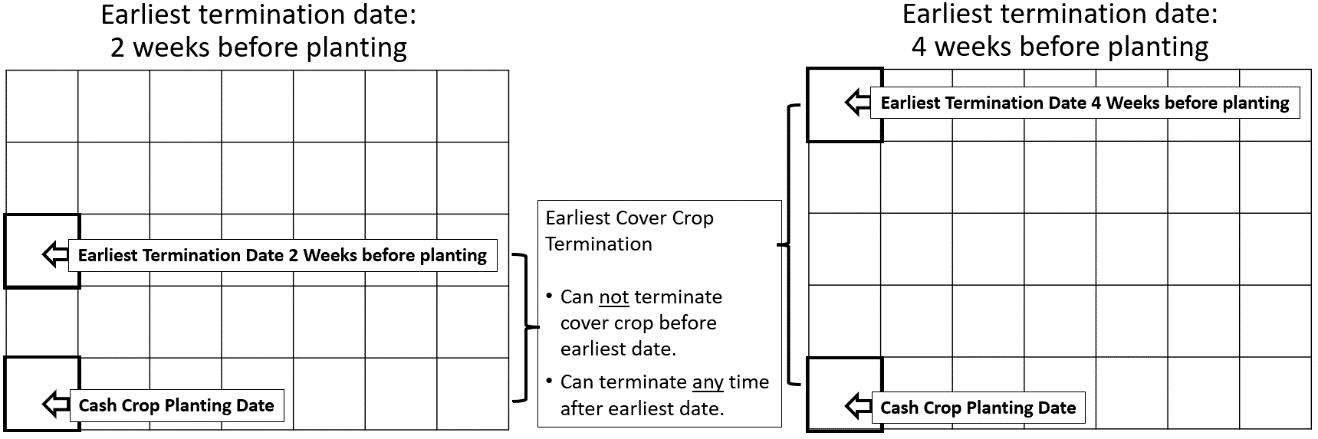 Earliest termination date:
2 weeks before planting
Earliest Termination Date 2 Weeks before planting
Cash Crop Planting Date
Earliest Cover Crop
Termination
• Can not terminate
cover crop before
earliest date.
• Can terminate any time
after earliest date.
Earliest termination date:
4 weeks before planting
Earliest Termination Date 4 Weeks before planting
Cash Crop Planting Date